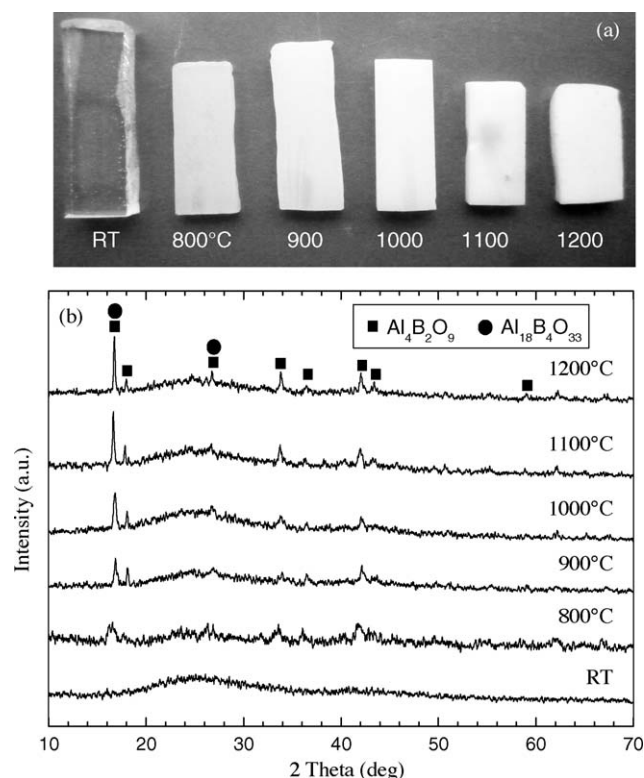 (a)
RT 800°C 900 1000 1100 1200
(b)
■ Al₄B₂O₉ ● Al₁₈B₄O₃₃
1200°C
1100°C
1000°C
900°C
800°C
RT
Intensity (a.u.)
10 20 30 40 50 60 70
2 Theta (deg)